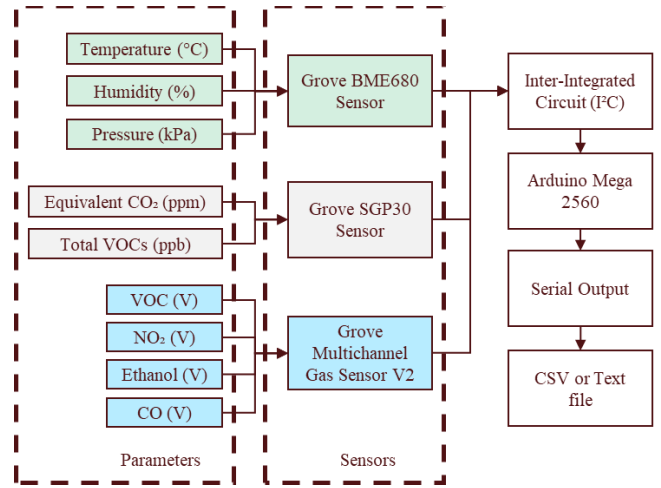 Temperature (°C)
Humidity (%)
Pressure (kPa)
Equivalent CO₂ (ppm)
Total VOCs (ppb)
VOC (V)
NO₂ (V)
Ethanol (V)
CO (V)
Parameters
Grove BME680
Sensor
Grove SGP30
Sensor
Grove
Multichannel
Gas Sensor V2
Sensors
Inter-Integrated
Circuit (I²C)
Arduino Mega
2560
Serial Output
CSV or Text
file